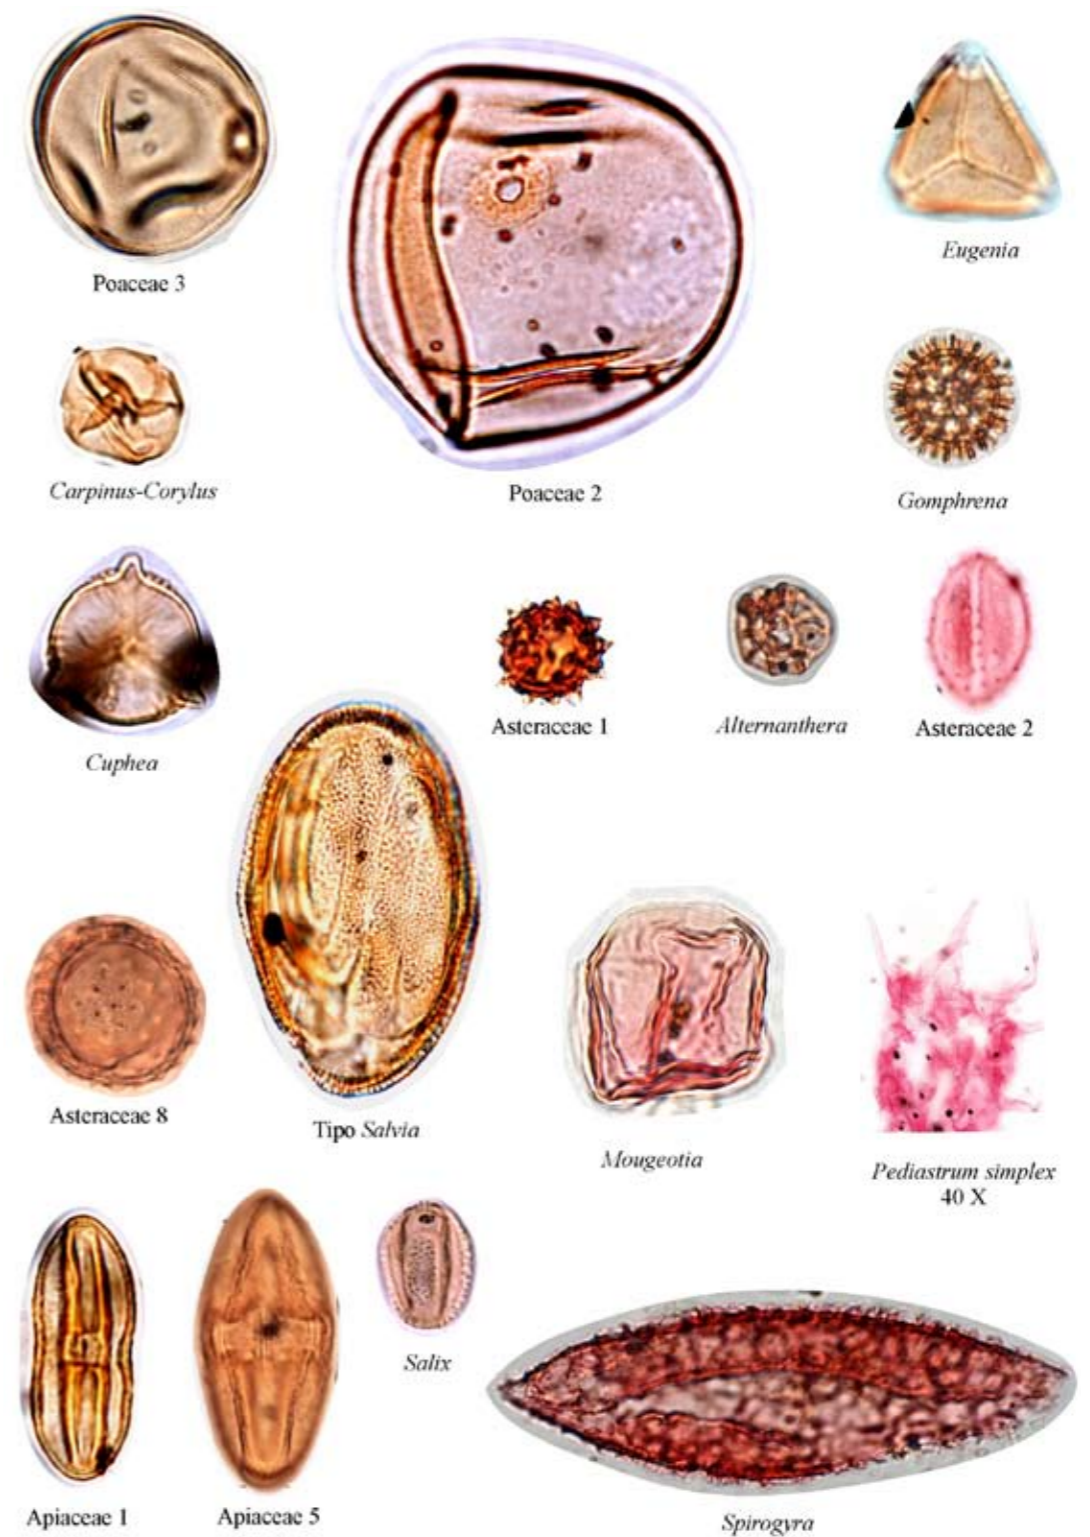 Eugenia
Poaceae 3
Carpinus-Corylus
Poaceae 2
Gomphrena
Cuphea
Asteraceae 1
Alternanthera
Asteraceae 2
Asteraceae 8
Tipo Salvia
Mougeotia
Pediastrum simplex
40 X
Salix
Apiaceae 1
Apiaceae 5
Spirogyra